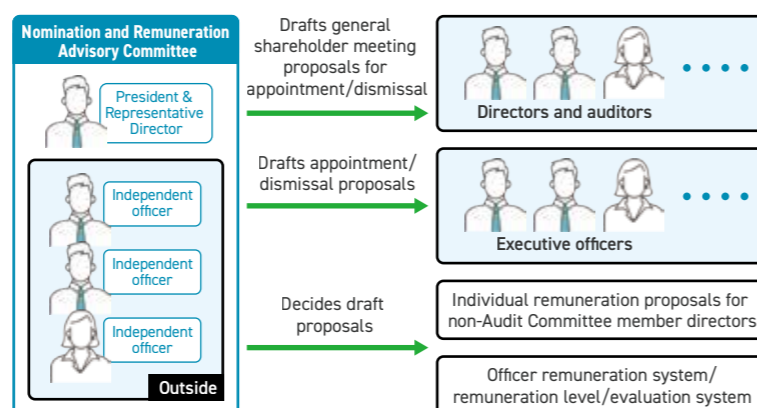 Nomination and Remuneration
Advisory Committee
President &
Representative
Director
Independent
officer
Independent
officer
Independent
officer
Outside
Drafts general
shareholder meeting
proposals for
appointment/dismissal
Directors and auditors
Drafts appointment/
dismissal proposals
Executive officers
Decides draft
proposals
Individual remuneration proposals for
non-Audit Committee member directors
Officer remuneration system/
remuneration level/evaluation system